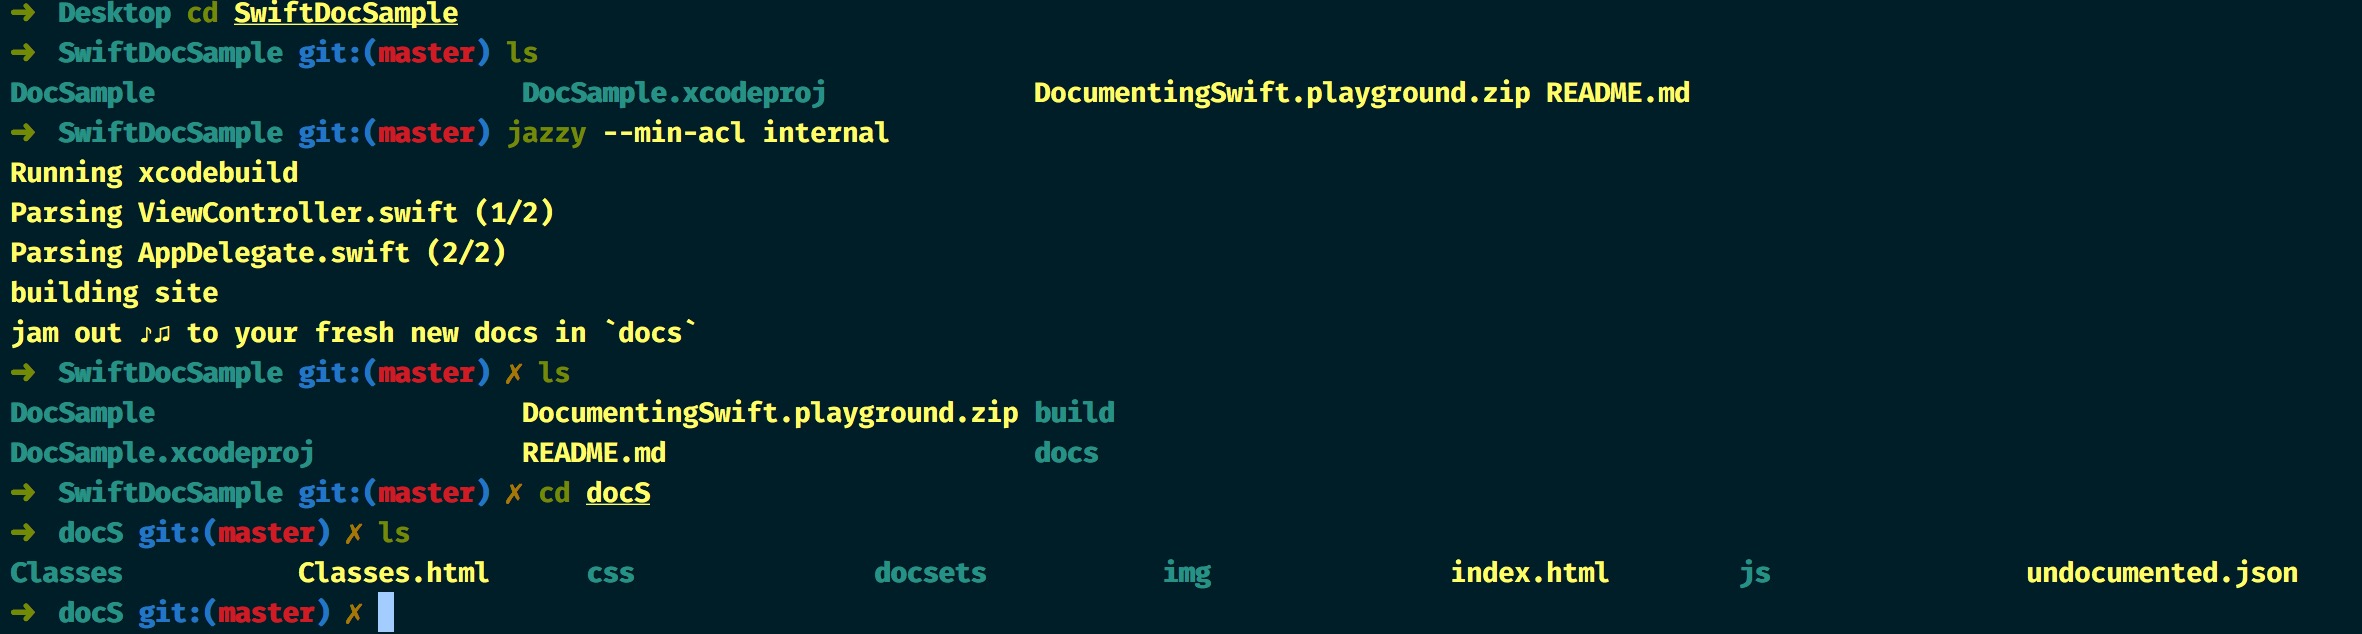 ➜ Desktop cd SwiftDocSample
➜ SwiftDocSample git:(master) ls
DocSample DocSample.xcodeproj DocumentingSwift.playground.zip README.md
➜ SwiftDocSample git:(master) jazzy --min-acl internal
Running xcodebuild
Parsing ViewController.swift (1/2)
Parsing AppDelegate.swift (2/2)
building site
jam out ♪♫ to your fresh new docs in `docs`
➜ SwiftDocSample git:(master) ✗ ls
DocSample DocumentingSwift.playground.zip build
DocSample.xcodeproj README.md docs
➜ SwiftDocSample git:(master) ✗ cd docS
➜ docS git:(master) ✗ ls
Classes Classes.html css docsets img index.html js undocumented.json
➜ docS git:(master) ✗